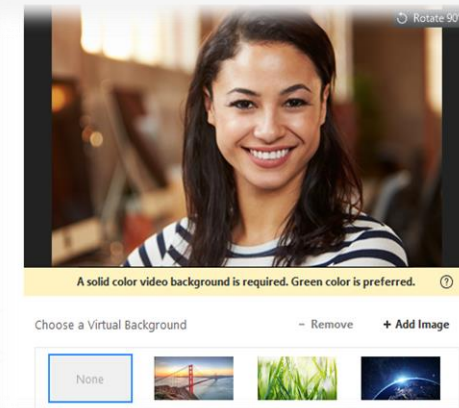 Rotate 90°
A solid color video background is required. Green color is preferred.
Choose a Virtual Background
- Remove
+ Add Image
None